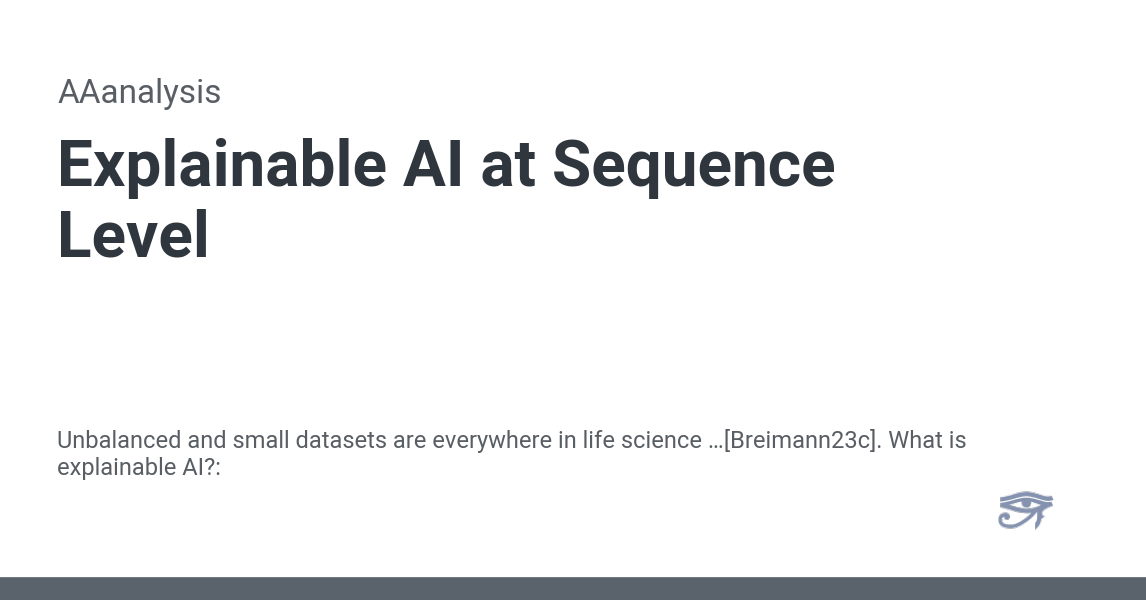 AAanalysis
Explainable AI at Sequence
Level
Unbalanced and small datasets are everywhere in life science …[Breimann23c]. What is
explainable AI?: